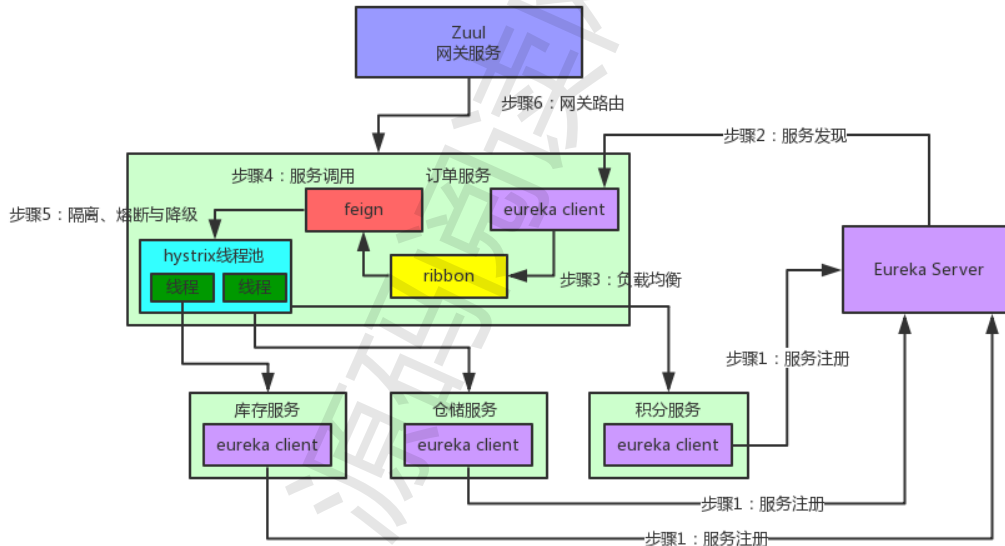 Zuul
网关服务
步骤6：网关路由
步骤2：服务发现
步骤4：服务调用
订单服务
feign
eureka client
步骤5：隔离、熔断与降级
hystrix线程池
线程
线程
ribbon
步骤3：负载均衡
Eureka Server
步骤1：服务注册
库存服务
eureka client
仓储服务
eureka client
积分服务
eureka client
步骤1：服务注册
步骤1：服务注册
源码阅读